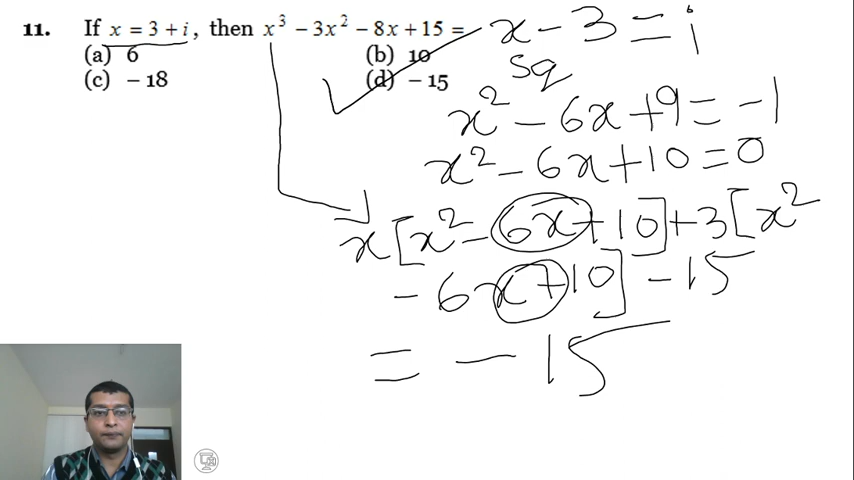 11. If x = 3 + i, then x³ − 3x² − 8x + 15 =
(a) 6 (b) 10
(c) − 18 (d) − 15
x − 3 = i
sq
x² − 6x + 9 = −1
x² − 6x + 10 = 0
x[x² − 6x + 10] + 3[x²
− 6x + 10] − 15
= − 15